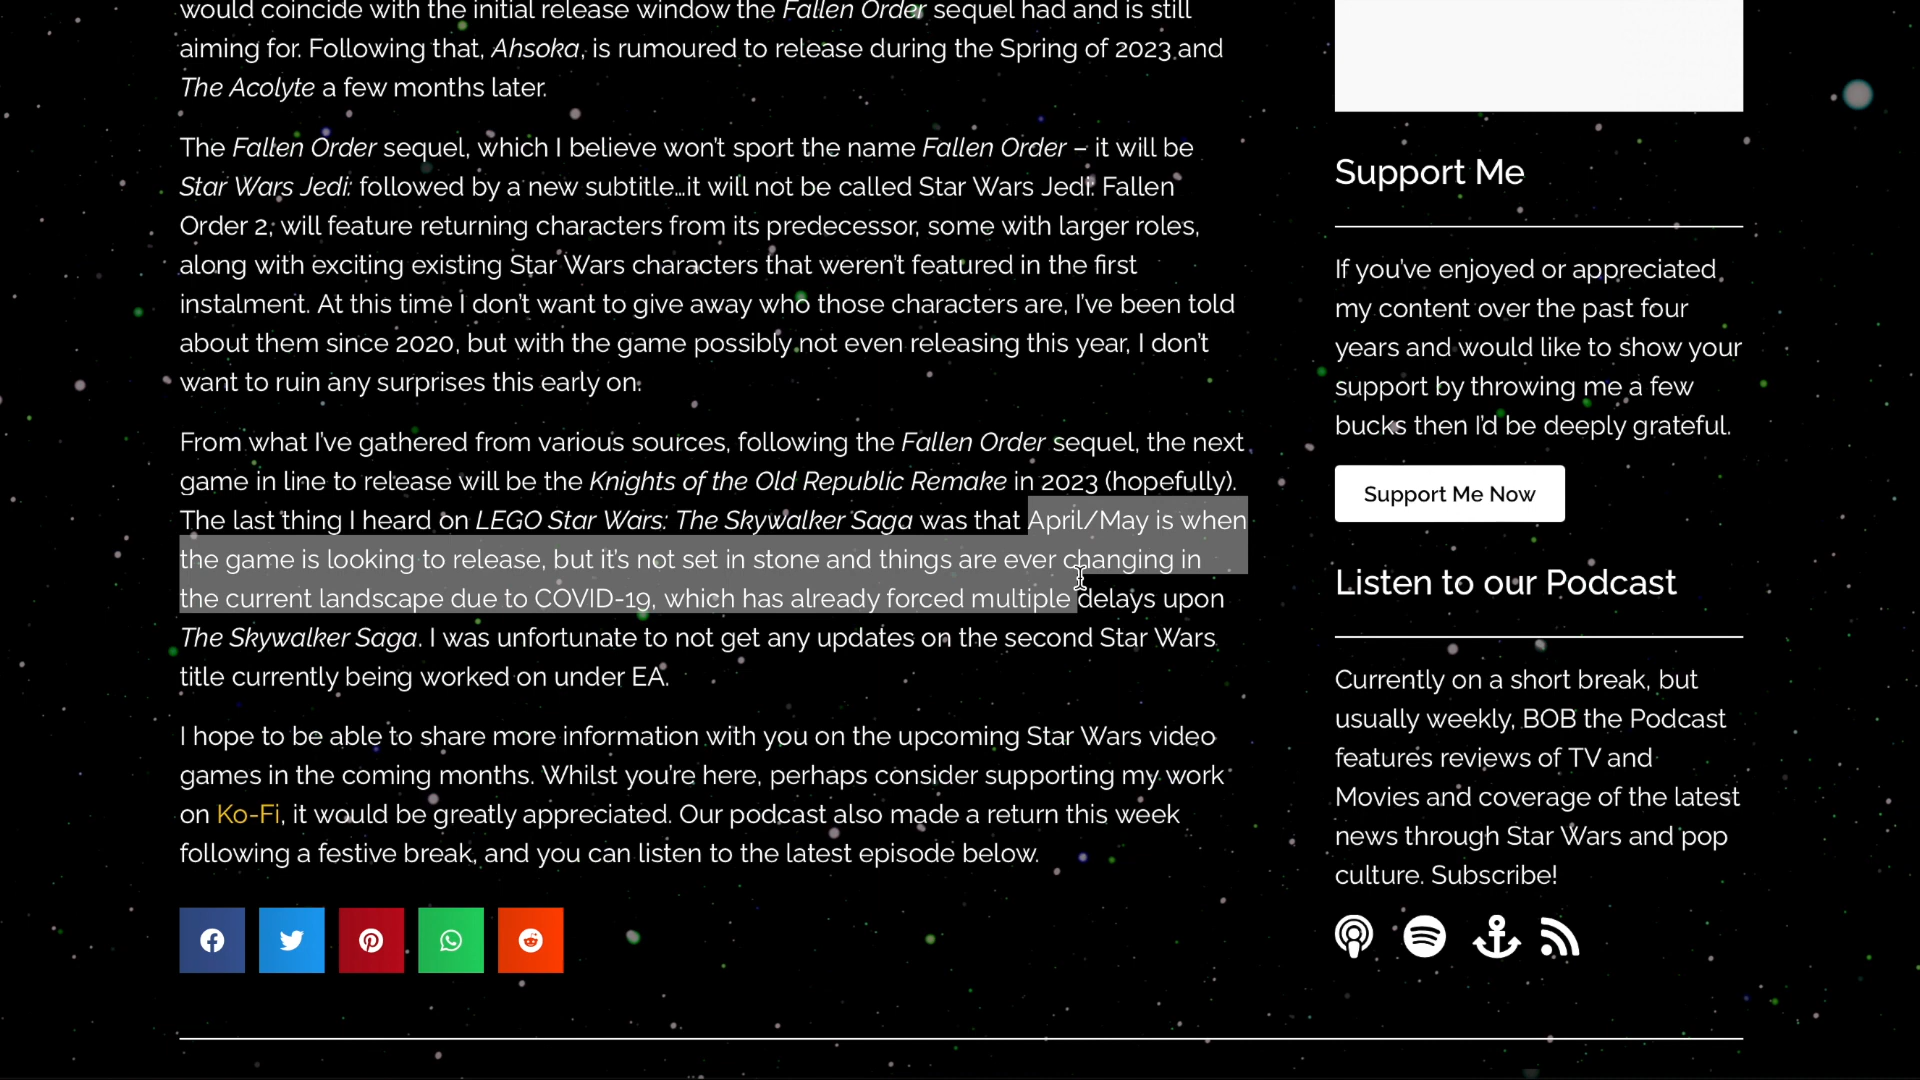 would coincide with the initial release window the Fallen Order sequel had and is still
aiming for. Following that, Ahsoka, is rumoured to release during the Spring of 2023 and
The Acolyte a few months later.
The Fallen Order sequel, which I believe won't sport the name Fallen Order – it will be
Star Wars Jedi: followed by a new subtitle…it will not be called Star Wars Jedi: Fallen
Order 2, will feature returning characters from its predecessor, some with larger roles,
along with exciting existing Star Wars characters that weren't featured in the first
instalment. At this time I don't want to give away who those characters are, I've been told
about them since 2020, but with the game possibly not even releasing this year, I don't
want to ruin any surprises this early on.
From what I've gathered from various sources, following the Fallen Order sequel, the next
game in line to release will be the Knights of the Old Republic Remake in 2023 (hopefully).
The last thing I heard on LEGO Star Wars: The Skywalker Saga was that April/May is when
the game is looking to release, but it's not set in stone and things are ever changing in
the current landscape due to COVID-19, which has already forced multiple delays upon
The Skywalker Saga. I was unfortunate to not get any updates on the second Star Wars
title currently being worked on under EA.
I hope to be able to share more information with you on the upcoming Star Wars video
games in the coming months. Whilst you're here, perhaps consider supporting my work
on Ko-Fi, it would be greatly appreciated. Our podcast also made a return this week
following a festive break, and you can listen to the latest episode below.
Support Me
If you've enjoyed or appreciated
my content over the past four
years and would like to show your
support by throwing me a few
bucks then I'd be deeply grateful.
Support Me Now
Listen to our Podcast
Currently on a short break, but
usually weekly, BOB the Podcast
features reviews of TV and
Movies and coverage of the latest
news through Star Wars and pop
culture. Subscribe!